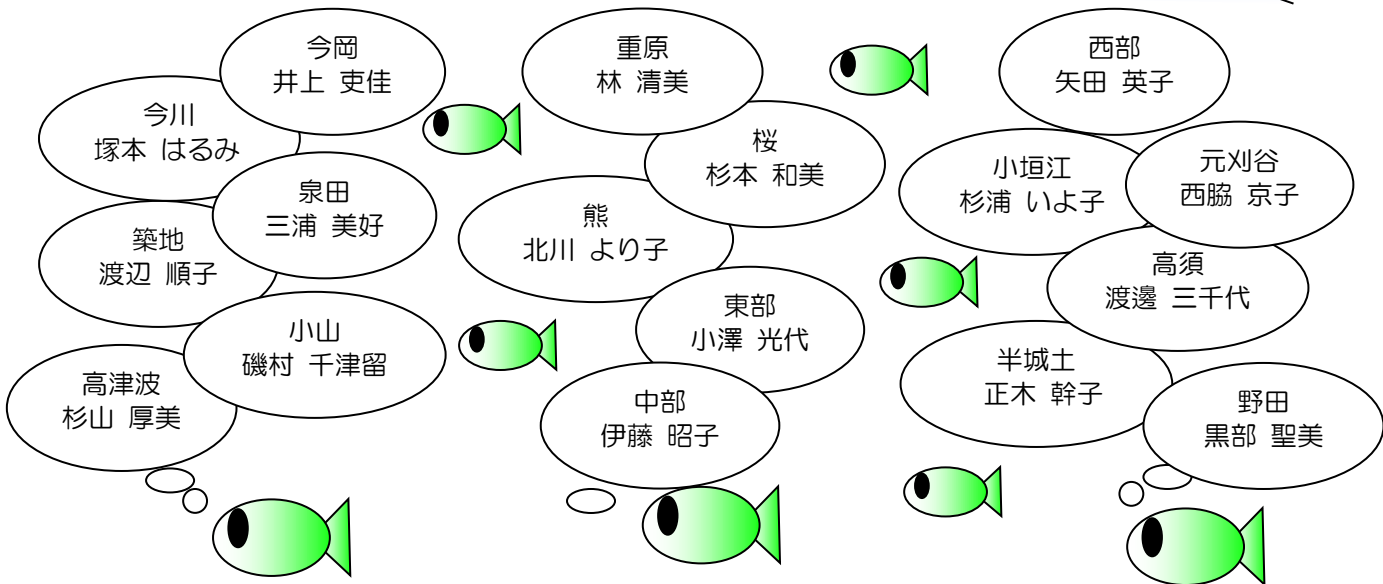 今岡
井上 吏佳
今川
塚本 はるみ
泉田
三浦 美好
築地
渡辺 順子
小山
磯村 千津留
高津波
杉山 厚美
重原
林 清美
桜
杉本 和美
熊
北川 より子
東部
小澤 光代
中部
伊藤 昭子
西部
矢田 英子
小垣江
杉浦 いよ子
元刈谷
西脇 京子
高須
渡邊 三千代
半城土
正木 幹子
野田
黒部 聖美